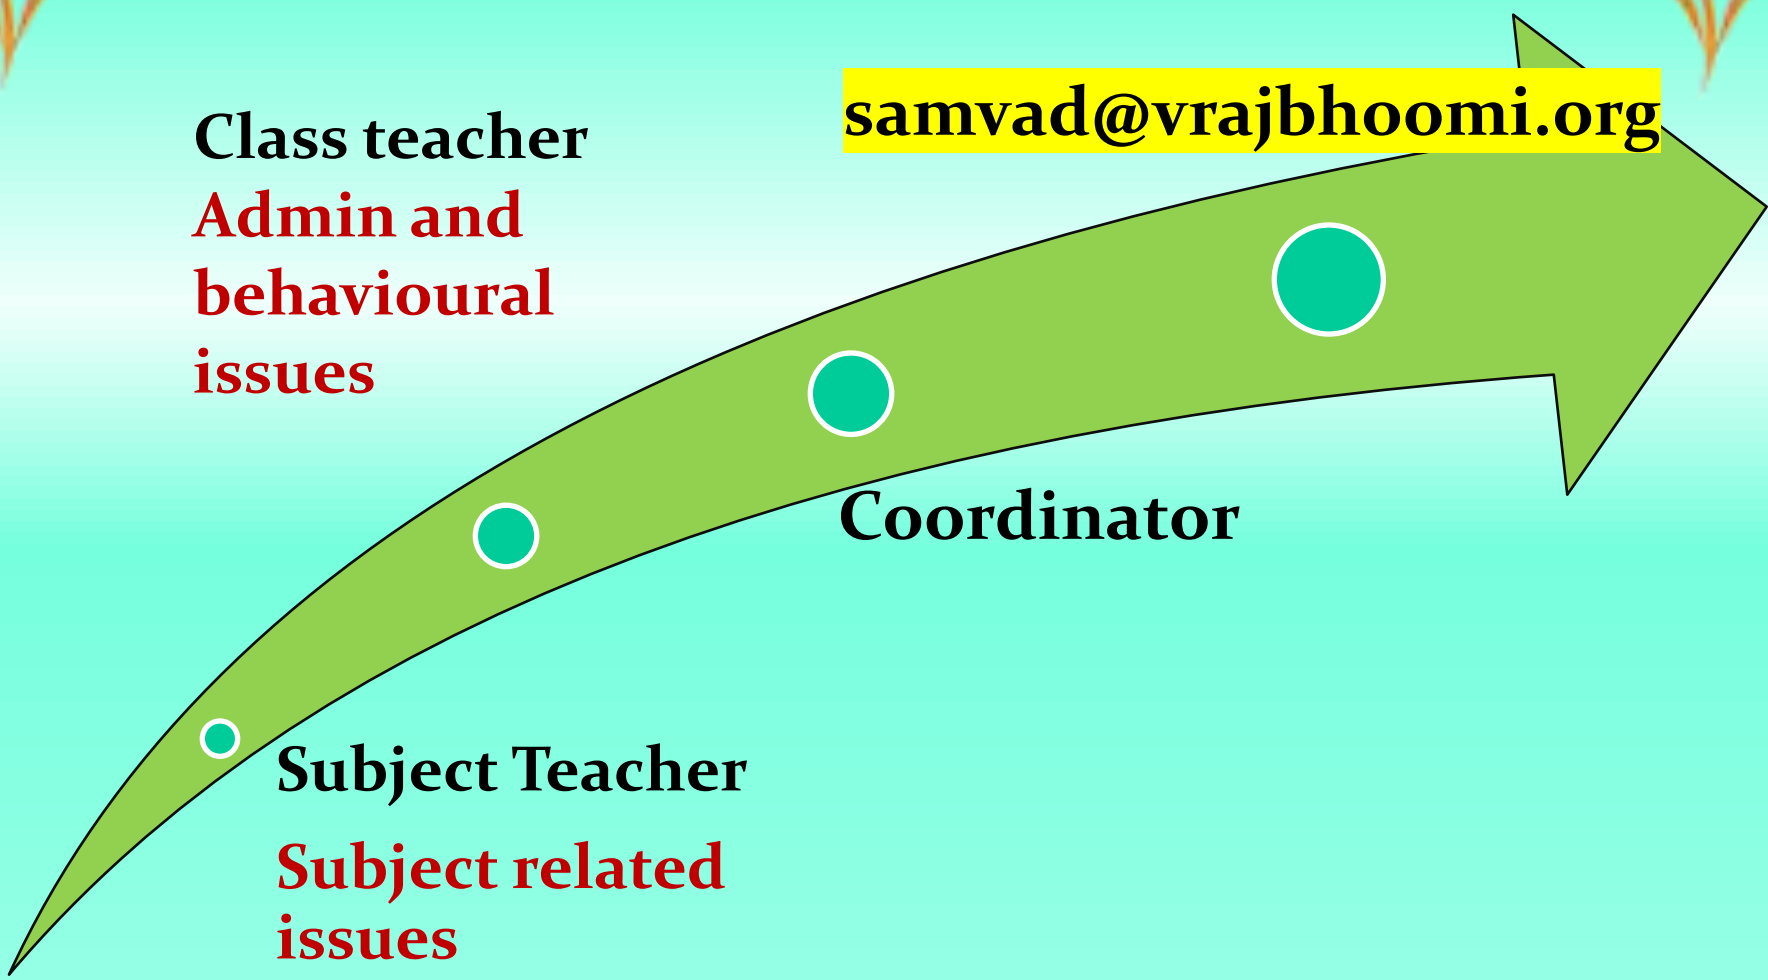 Class teacher
Admin and
behavioural
issues
samvad@vrajbhoomi.org
Coordinator
Subject Teacher
Subject related
issues